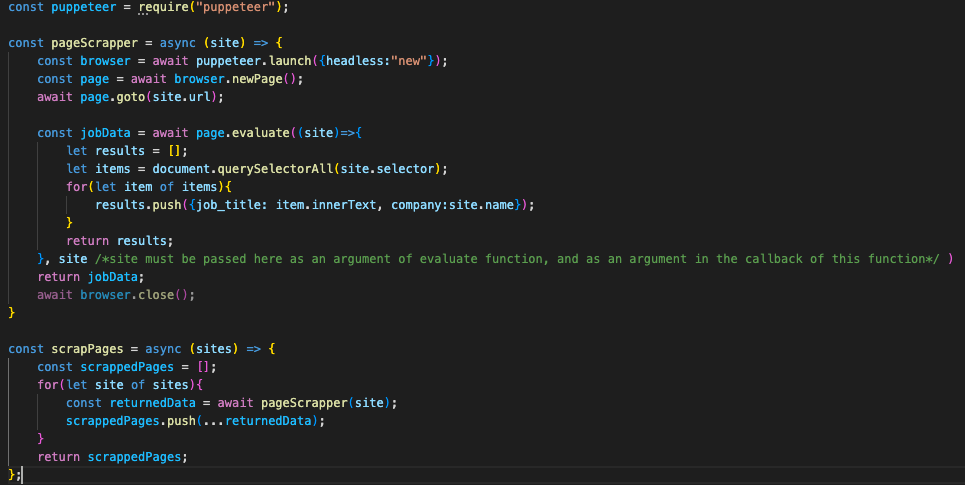 const puppeteer = require("puppeteer");
const pageScrapper = async (site) => {
const browser = await puppeteer.launch({headless:"new"});
const page = await browser.newPage();
await page.goto(site.url);
const jobData = await page.evaluate((site)=>{
let results = [];
let items = document.querySelectorAll(site.selector);
for(let item of items){
results.push({job_title: item.innerText, company:site.name});
}
return results;
}, site /*site must be passed here as an argument of evaluate function, and as an argument in the callback of this function*/ )
return jobData;
await browser.close();
}
const scrapPages = async (sites) => {
const scrappedPages = [];
for(let site of sites){
const returnedData = await pageScrapper(site);
scrappedPages.push(...returnedData);
}
return scrappedPages;
};